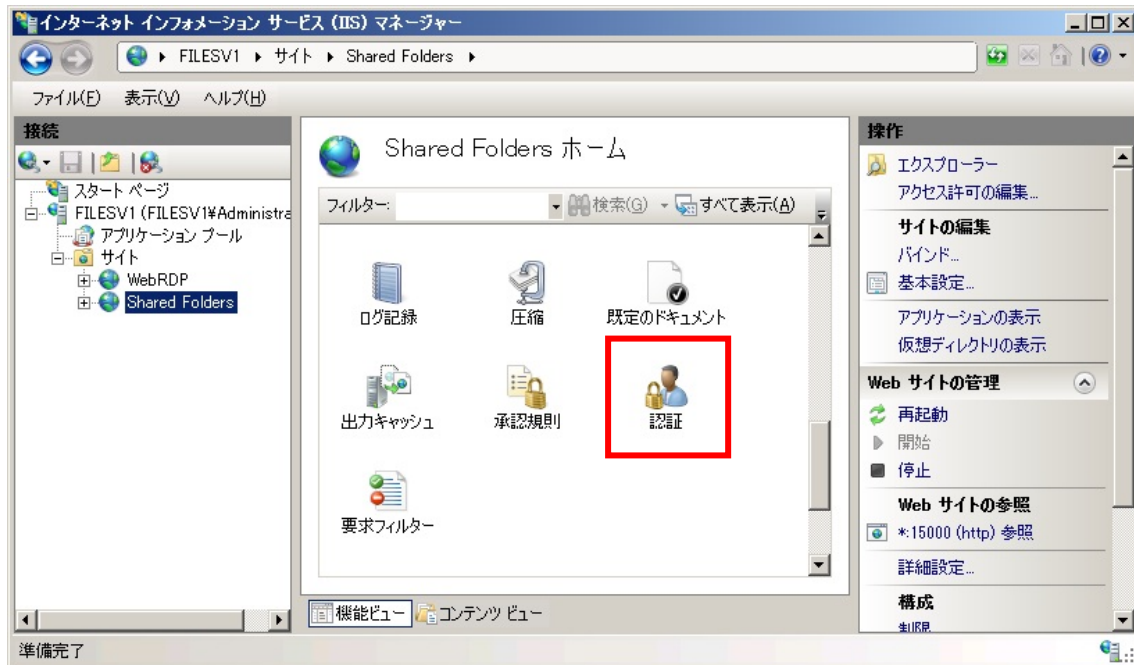 インターネット インフォメーション サービス (IIS) マネージャー
FILESV1 サイト Shared Folders
ファイル(F) 表示(V) ヘルプ(H)
接続
スタート ページ
FILESV1 (FILESV1¥Administra
アプリケーション プール
サイト
WebRDP
Shared Folders
Shared Folders ホーム
フィルター: 検索(G) すべて表示(A)
ログ記録 圧縮 既定のドキュメント
出力キャッシュ 承認規則 認証
要求フィルター
機能ビュー コンテンツ ビュー
操作
エクスプローラー
アクセス許可の編集...
サイトの編集
バインド...
基本設定...
アプリケーションの表示
仮想ディレクトリの表示
Web サイトの管理
再起動
開始
停止
Web サイトの参照
*:15000 (http) 参照
詳細設定...
構成
制限
準備完了